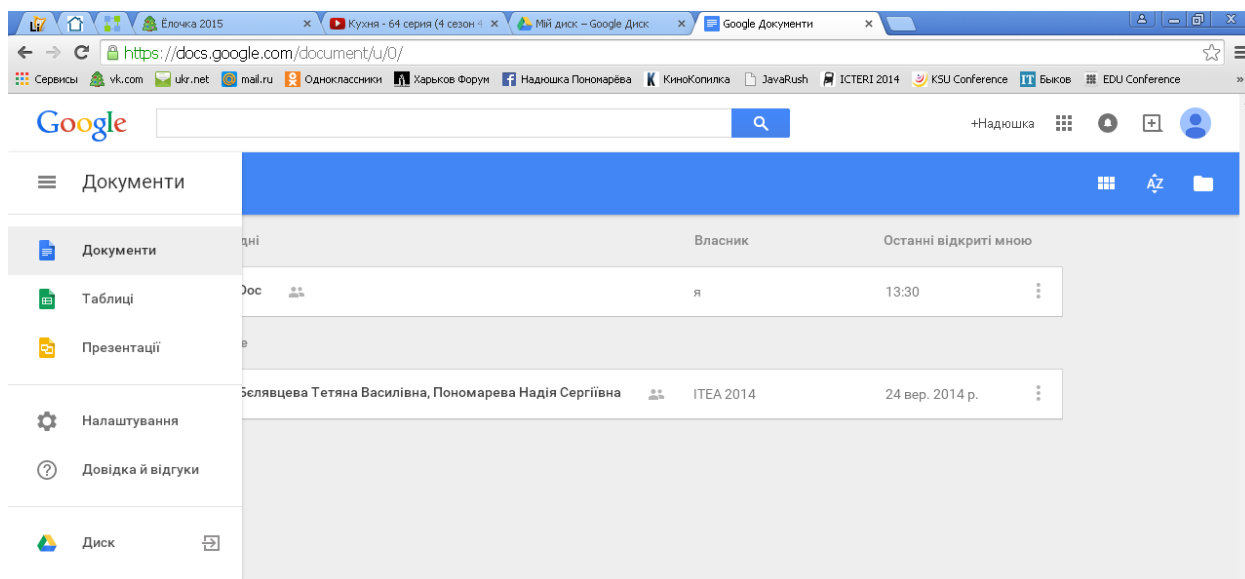 Ёлочка 2015 Кухня - 64 серия (4 сезон Мій диск – Google Диск Google Документи
https://docs.google.com/document/u/0/
Сервисы vk.com ukr.net mail.ru Одноклассники Харьков Форум Надюшка Пономарёва КиноКопилка JavaRush ICTERI 2014 KSU Conference Быков EDU Conference »
Google +Надюшка
Документи AZ
Документи дні Власник Останні відкриті мною
Таблиці Doc я 13:30
Презентації е
Бєлявцева Тетяна Василівна, Пономарева Надія Сергіївна ITEA 2014 24 вер. 2014 р.
Налаштування
Довідка й відгуки
Диск